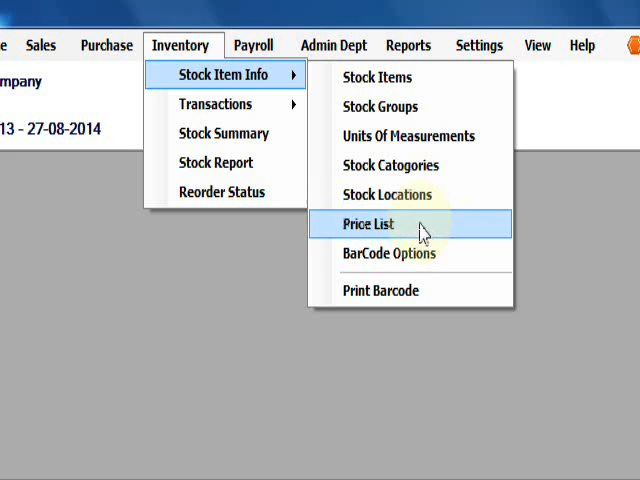 e Sales Purchase Inventory Payroll Admin Dept Reports Settings View Help
mpany
13 - 27-08-2014
Stock Item Info
Transactions
Stock Summary
Stock Report
Reorder Status
Stock Items
Stock Groups
Units Of Measurements
Stock Catogories
Stock Locations
Price List
BarCode Options
Print Barcode